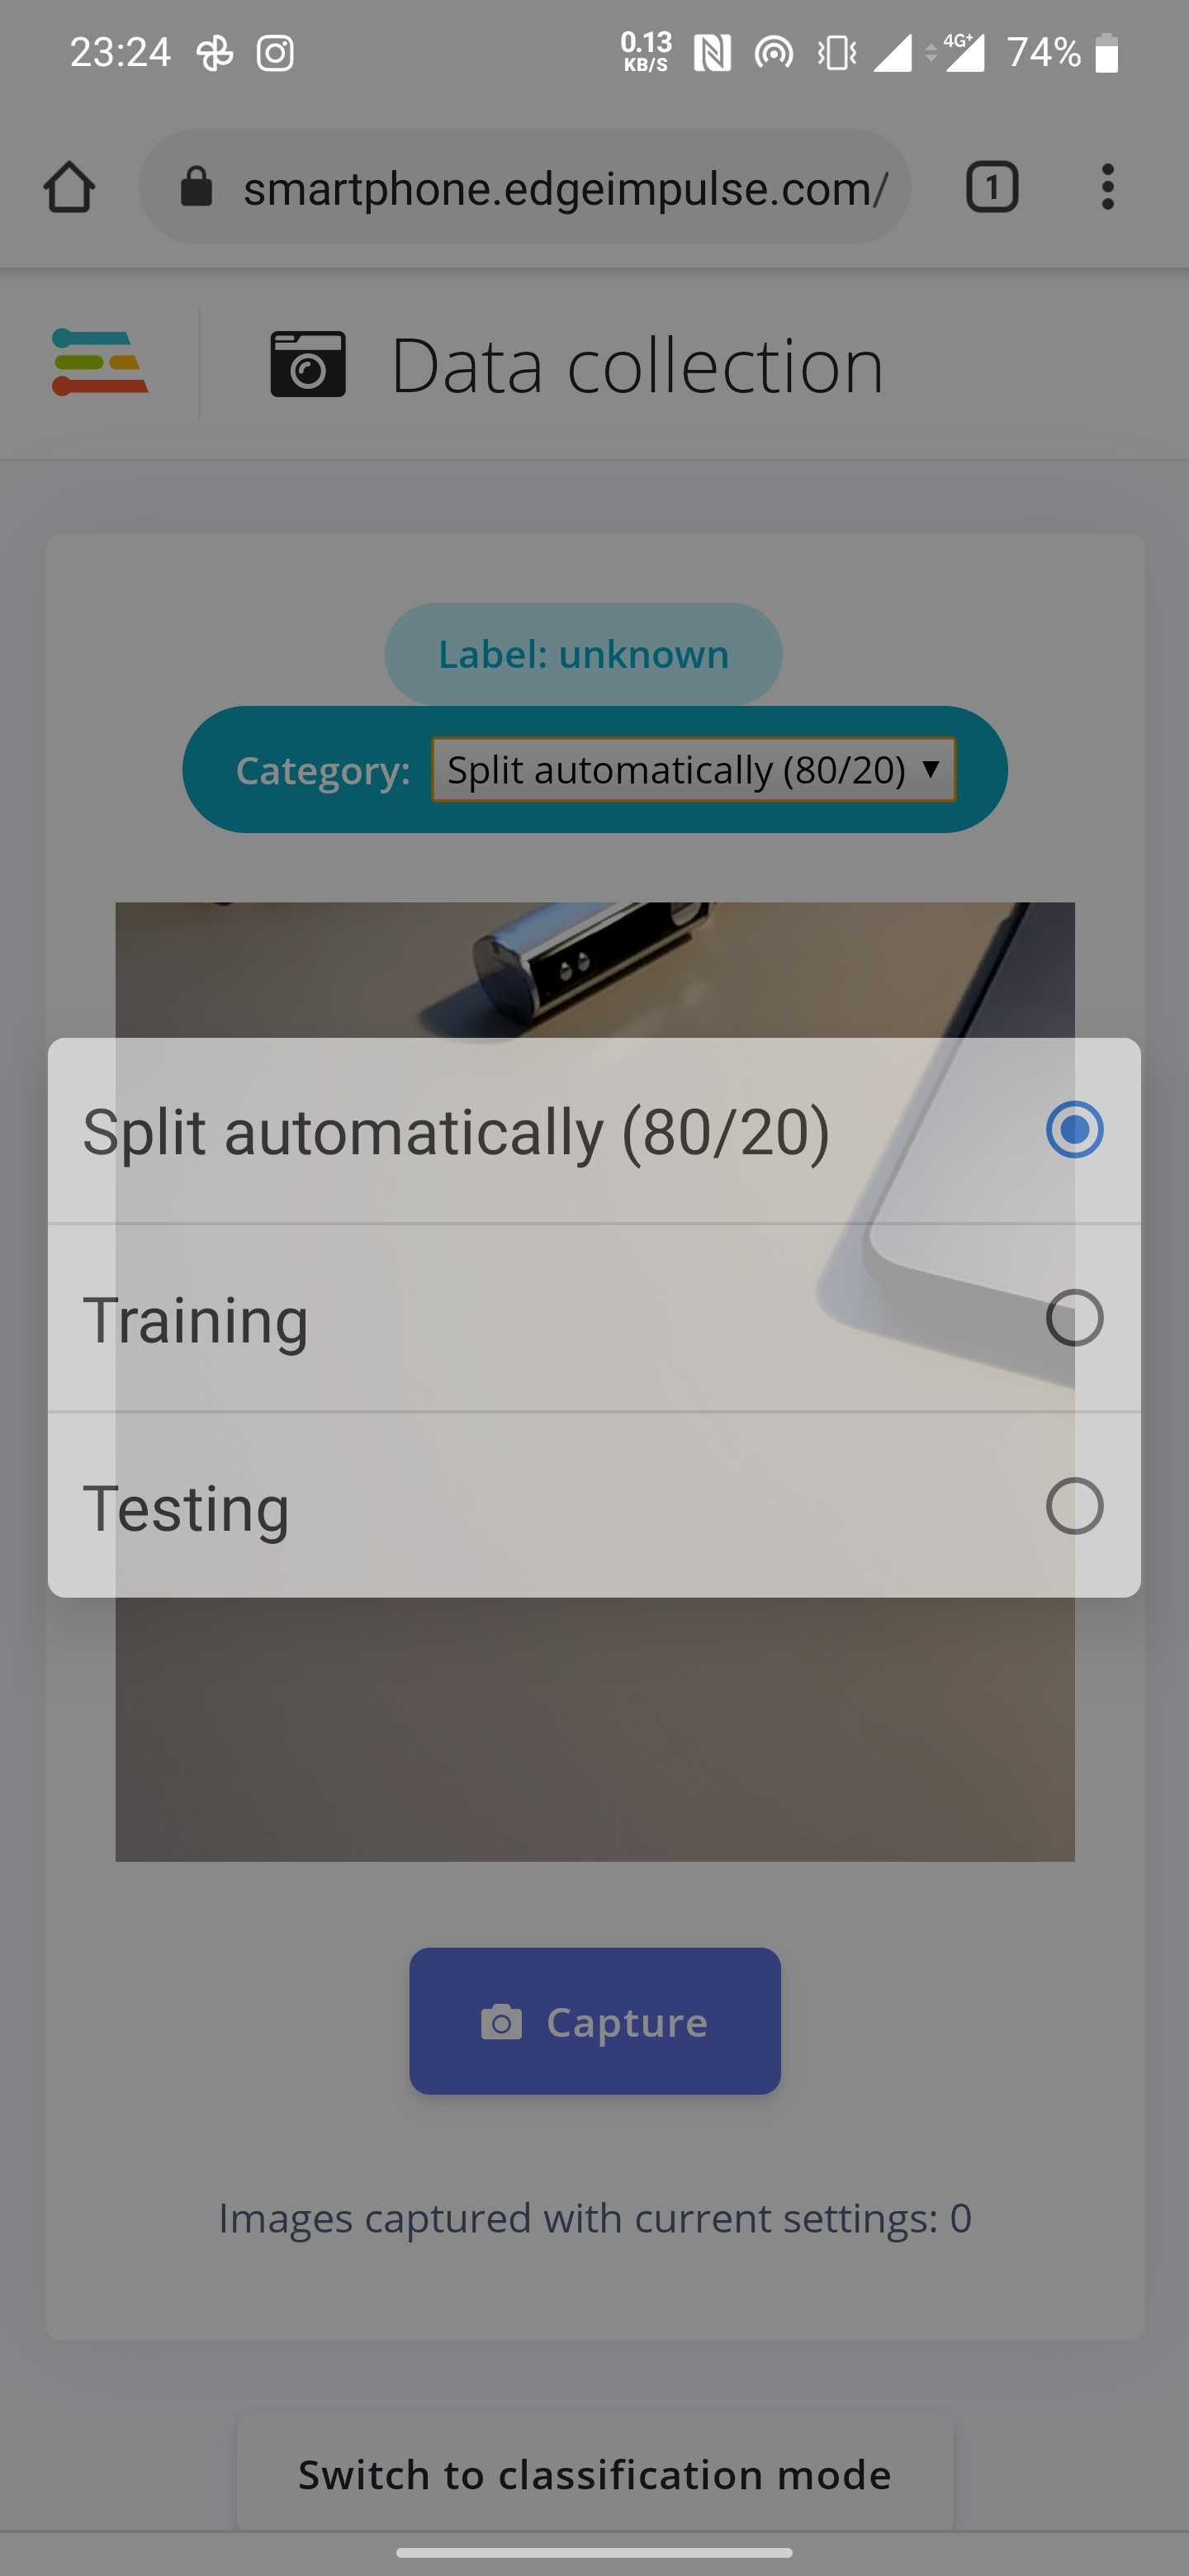 23:24
0.13
KB/S
4G+
74%
smartphone.edgeimpulse.com/
1
Data collection
Label: unknown
Category: Split automatically (80/20)
Split automatically (80/20)
Training
Testing
Capture
Images captured with current settings: 0
Switch to classification mode